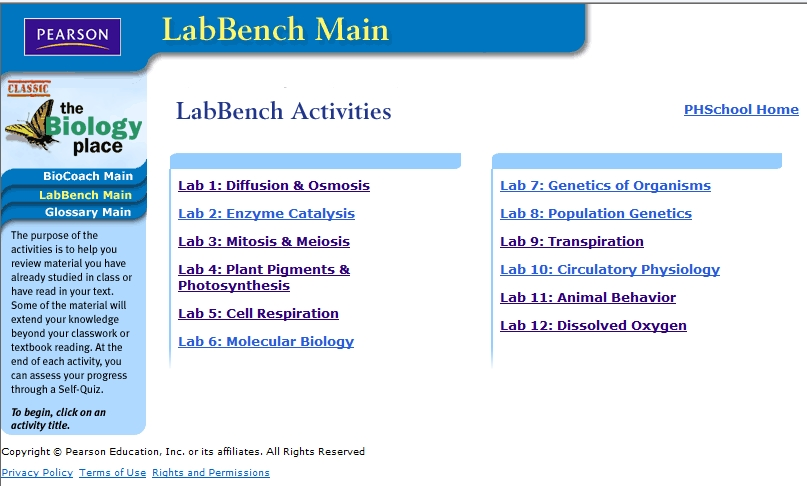 PEARSON
LabBench Main
CLASSIC
the
Biology
place
BioCoach Main
LabBench Main
Glossary Main
The purpose of the
activities is to help you
review material you have
already studied in class or
have read in your text.
Some of the material will
extend your knowledge
beyond your classwork or
textbook reading. At the
end of each activity, you
can assess your progress
through a Self-Quiz.
To begin, click on an
activity title.
LabBench Activities
PHSchool Home
Lab 1: Diffusion & Osmosis
Lab 2: Enzyme Catalysis
Lab 3: Mitosis & Meiosis
Lab 4: Plant Pigments &
Photosynthesis
Lab 5: Cell Respiration
Lab 6: Molecular Biology
Lab 7: Genetics of Organisms
Lab 8: Population Genetics
Lab 9: Transpiration
Lab 10: Circulatory Physiology
Lab 11: Animal Behavior
Lab 12: Dissolved Oxygen
Copyright © Pearson Education, Inc. or its affiliates. All Rights Reserved
Privacy Policy Terms of Use Rights and Permissions